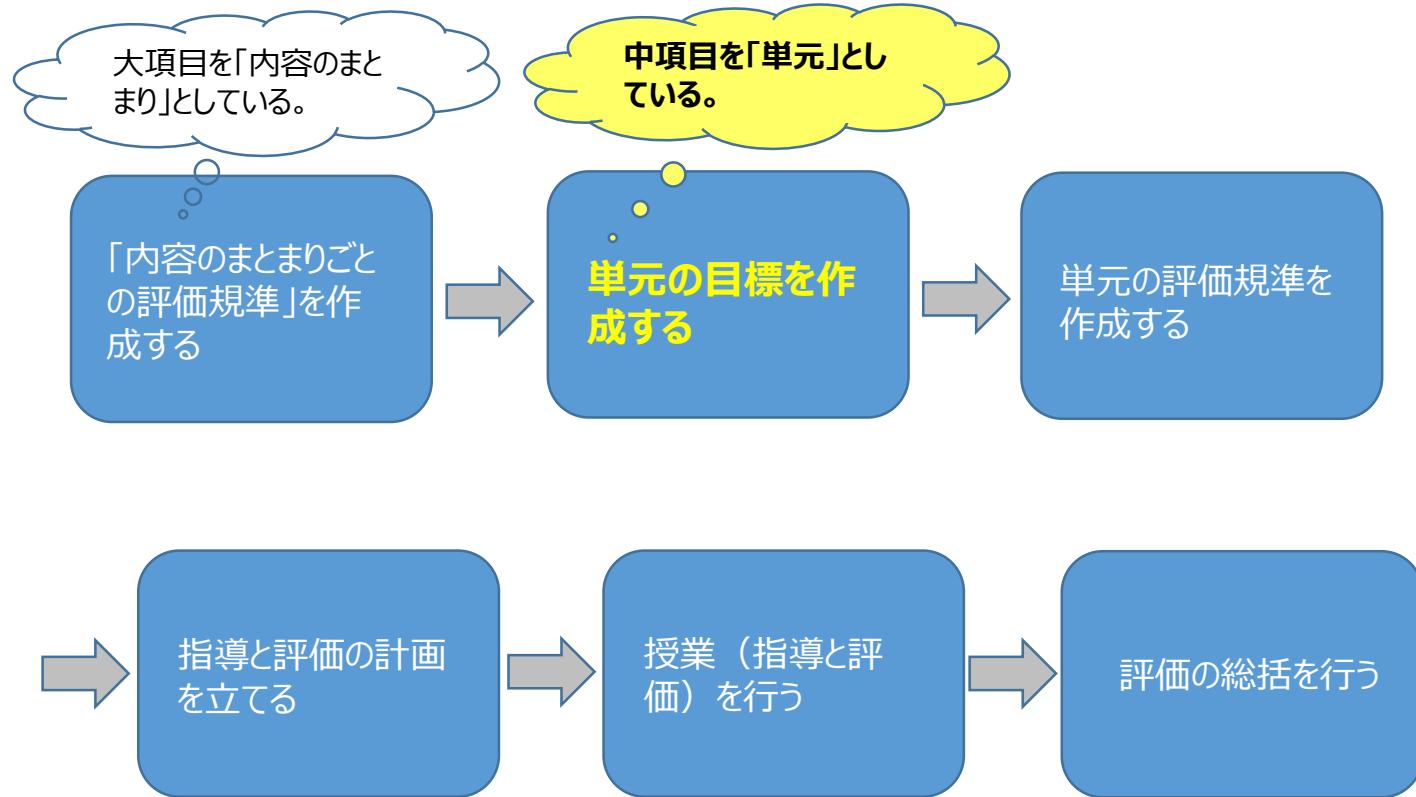 大項目を「内容のまと
まり」としている。
中項目を「単元」とし
ている。
「内容のまとまりごと
の評価規準」を作
成する
単元の目標を作
成する
単元の評価規準を
作成する
指導と評価の計画
を立てる
授業（指導と評
価）を行う
評価の総括を行う